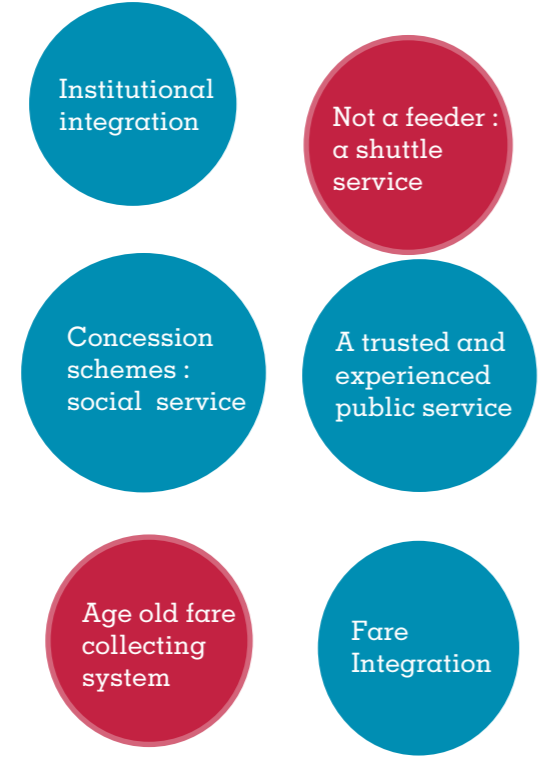 Institutional
integration
Not a feeder :
a shuttle
service
Concession
schemes :
social service
A trusted and
experienced
public service
Age old fare
collecting
system
Fare
Integration